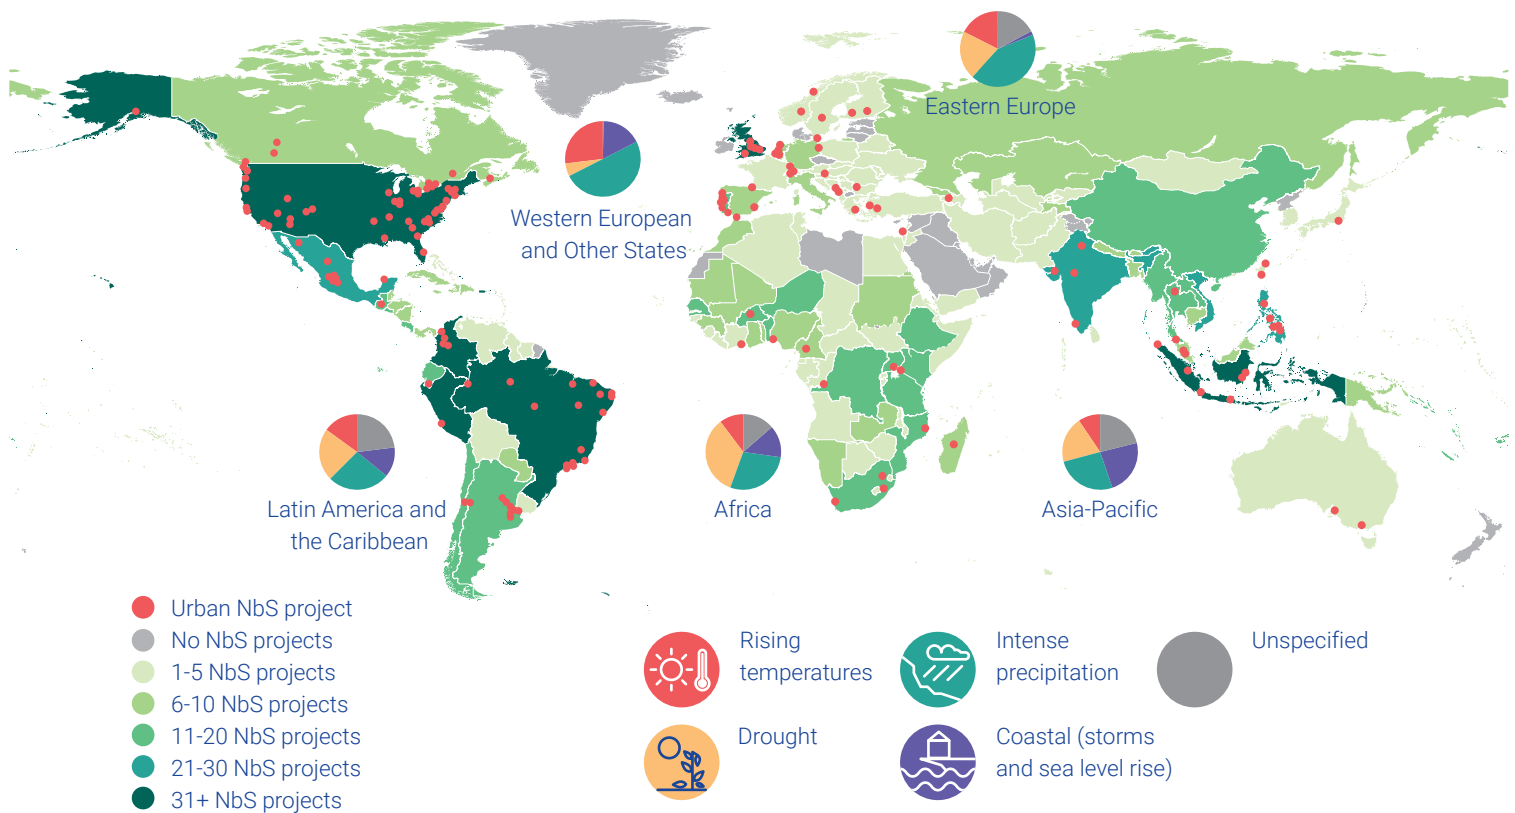 Eastern Europe
Western European
and Other States
Latin America and
the Caribbean
Africa
Asia-Pacific
Urban NbS project
No NbS projects
1-5 NbS projects
6-10 NbS projects
11-20 NbS projects
21-30 NbS projects
31+ NbS projects
Rising
temperatures
Intense
precipitation
Unspecified
Drought
Coastal (storms
and sea level rise)